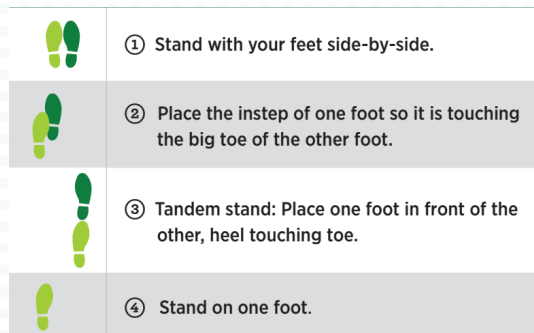 ① Stand with your feet side-by-side.
② Place the instep of one foot so it is touching
the big toe of the other foot.
③ Tandem stand: Place one foot in front of the
other, heel touching toe.
④ Stand on one foot.